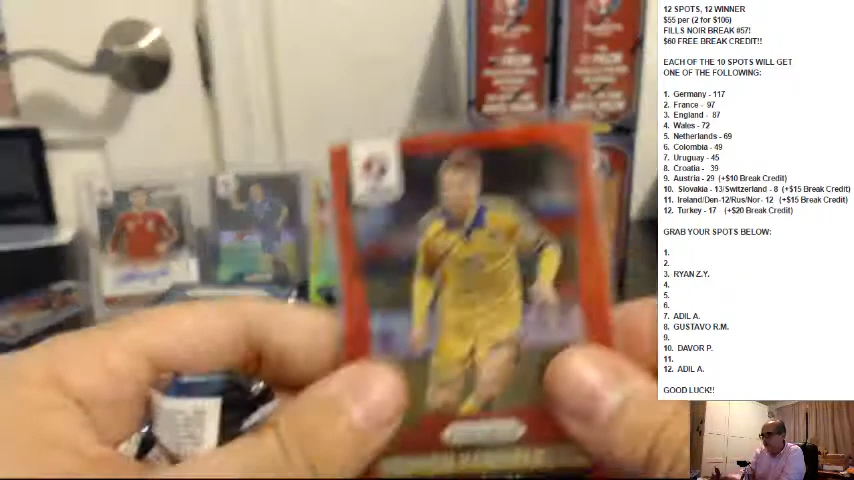 12 SPOTS, 12 WINNER
$55 per (2 for $106)
FILLS NOIR BREAK #57!
$60 FREE BREAK CREDIT!!
EACH OF THE 10 SPOTS WILL GET
ONE OF THE FOLLOWING:
1. Germany - 117
2. France - 97
3. England - 87
4. Wales - 72
5. Netherlands - 69
6. Colombia - 49
7. Uruguay - 45
8. Croatia - 39
9. Austria - 29 (+$10 Break Credit)
10. Slovakia - 13/Switzerland - 8 (+$15 Break Credit)
11. Ireland/Den-12/Rus/Nor- 12 (+$15 Break Credit)
12. Turkey - 17 (+$20 Break Credit)
GRAB YOUR SPOTS BELOW:
1.
2.
3. RYAN Z.Y.
4.
5.
6.
7. ADIL A.
8. GUSTAVO R.M.
9.
10. DAVOR P.
11.
12. ADIL A.
GOOD LUCK!!